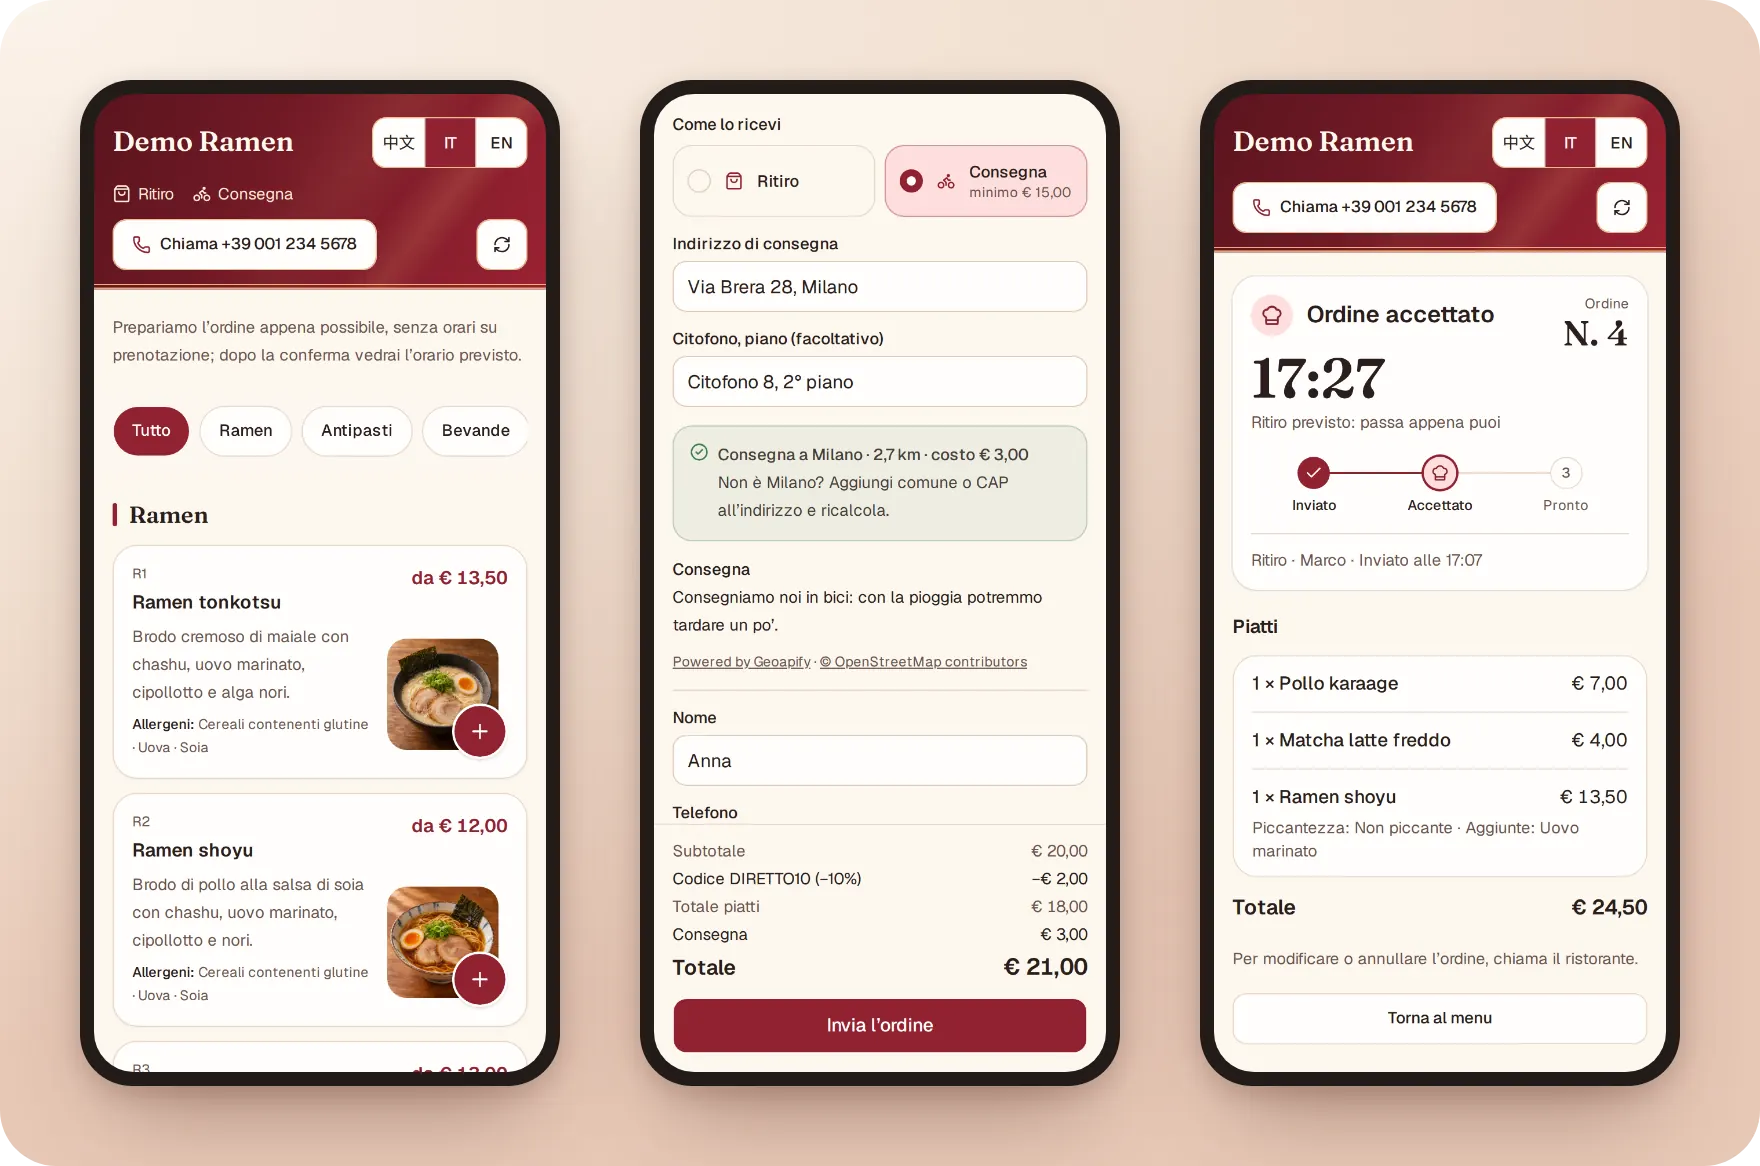 Demo Ramen
中文 IT EN
Ritiro Consegna
Chiama +39 001 234 5678
Prepariamo l'ordine appena possibile, senza orari su
prenotazione; dopo la conferma vedrai l'orario previsto.
Tutto Ramen Antipasti Bevande
Ramen
R1
da € 13,50
Ramen tonkotsu
Brodo cremoso di maiale con
chashu, uovo marinato,
cipollotto e alga nori.
Allergeni: Cereali contenenti glutine
· Uova · Soia
R2
da € 12,00
Ramen shoyu
Brodo di pollo alla salsa di soia
con chashu, uovo marinato,
cipollotto e nori.
Allergeni: Cereali contenenti glutine
· Uova · Soia
R3
da € 13,00
Come lo ricevi
Ritiro
Consegna
minimo € 15,00
Indirizzo di consegna
Via Brera 28, Milano
Citofono, piano (facoltativo)
Citofono 8, 2° piano
Consegna a Milano · 2,7 km · costo € 3,00
Non è Milano? Aggiungi comune o CAP
all'indirizzo e ricalcola.
Consegna
Consegniamo noi in bici: con la pioggia potremmo
tardare un po'.
Powered by Geoapify · © OpenStreetMap contributors
Nome
Anna
Telefono
Subtotale € 20,00
Codice DIRETTO10 (−10%) −€ 2,00
Totale piatti € 18,00
Consegna € 3,00
Totale € 21,00
Invia l'ordine
Demo Ramen
中文 IT EN
Chiama +39 001 234 5678
Ordine accettato
Ordine
N. 4
17:27
Ritiro previsto: passa appena puoi
3
Inviato Accettato Pronto
Ritiro · Marco · Inviato alle 17:07
Piatti
1 × Pollo karaage € 7,00
1 × Matcha latte freddo € 4,00
1 × Ramen shoyu € 13,50
Piccantezza: Non piccante · Aggiunte: Uovo
marinato
Totale € 24,50
Per modificare o annullare l'ordine, chiama il ristorante.
Torna al menu